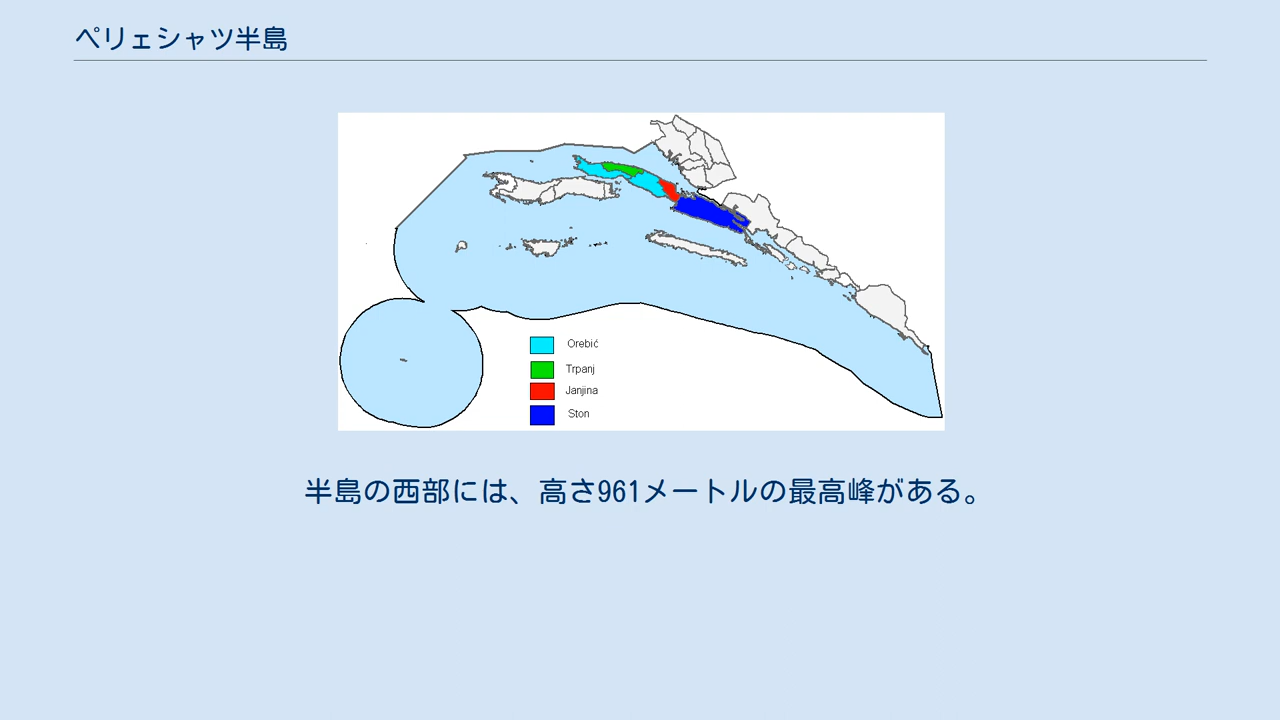 ペリェシャツ半島
Orebić
Trpanj
Janjina
Ston
半島の西部には、高さ961メートルの最高峰がある。